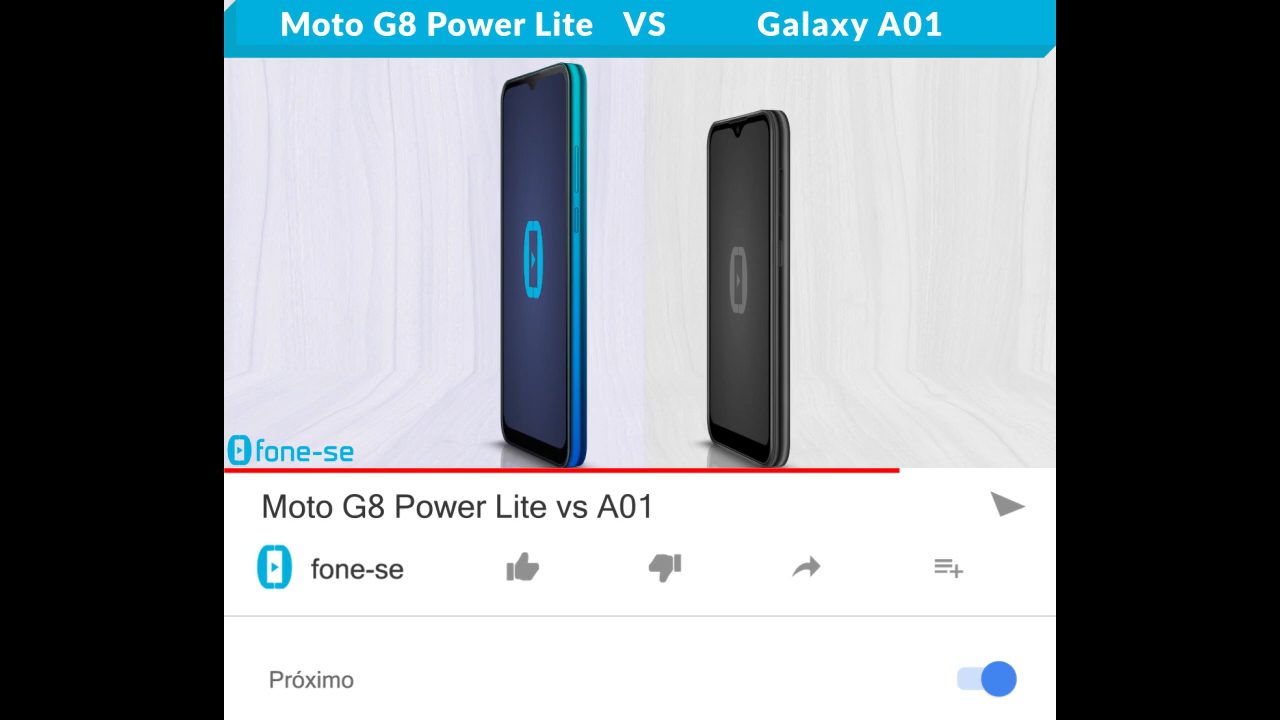 Moto G8 Power Lite VS Galaxy A01
fone-se
Moto G8 Power Lite vs A01
fone-se
Próximo